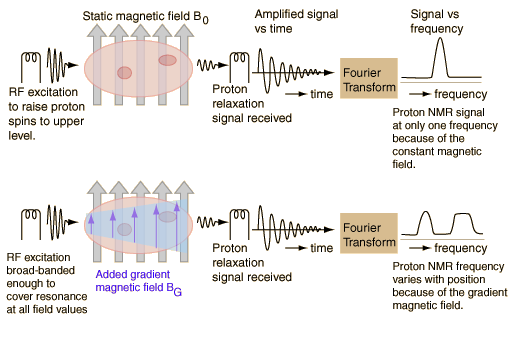 Static magnetic field B0
Amplified signal
vs time
Signal vs
frequency
RF excitation
to raise proton
spins to upper
level.
Proton
relaxation
signal received
time
Fourier
Transform
frequency
Proton NMR signal
at only one frequency
because of the
constant magnetic
field.
RF excitation
broad-banded
enough to
cover resonance
at all field values
Added gradient
magnetic field BG
Proton
relaxation
signal received
time
Fourier
Transform
frequency
Proton NMR frequency
varies with position
because of the gradient
magnetic field.